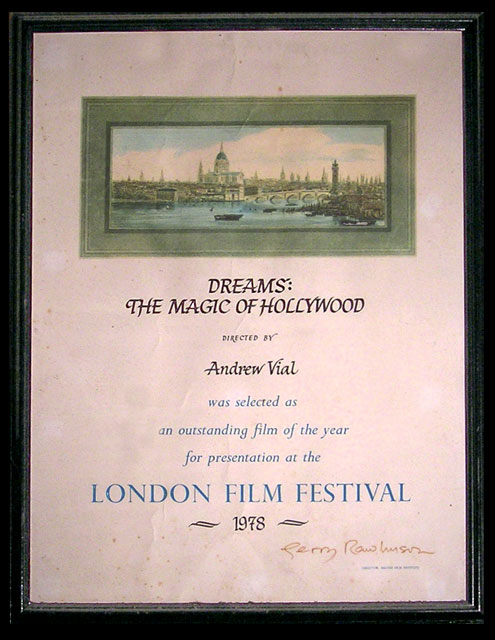 DREAMS:
THE MAGIC OF HOLLYWOOD
DIRECTED BY
Andrew Vial
was selected as
an outstanding film of the year
for presentation at the
LONDON FILM FESTIVAL
1978